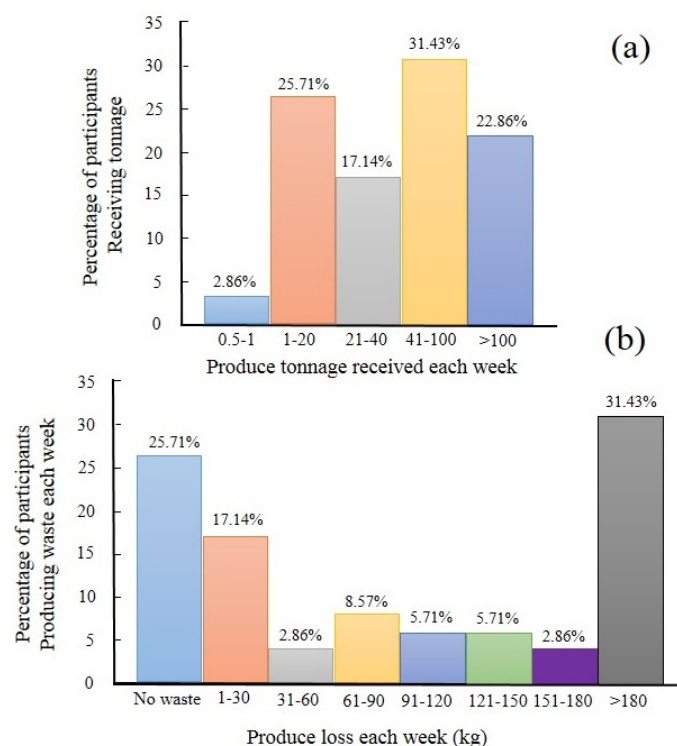 (a)
Percentage of participants
Receiving tonnage
35
30
25
20
15
10
5
0
2.86%
25.71%
17.14%
31.43%
22.86%
0.5-1 1-20 21-40 41-100 >100
Produce tonnage received each week
(b)
Percentage of participants
Producing waste each week
35
30
25
20
15
10
5
0
25.71%
17.14%
2.86%
8.57%
5.71%
5.71%
2.86%
31.43%
No waste 1-30 31-60 61-90 91-120 121-150 151-180 >180
Produce loss each week (kg)